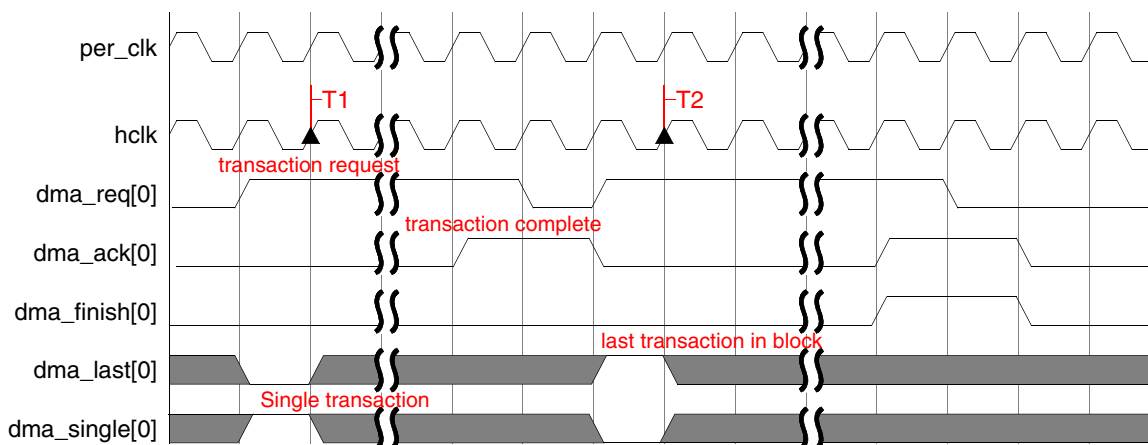 per_clk
T1
T2
hclk
transaction request
dma_req[0]
transaction complete
dma_ack[0]
dma_finish[0]
last transaction in block
dma_last[0]
Single transaction
dma_single[0]